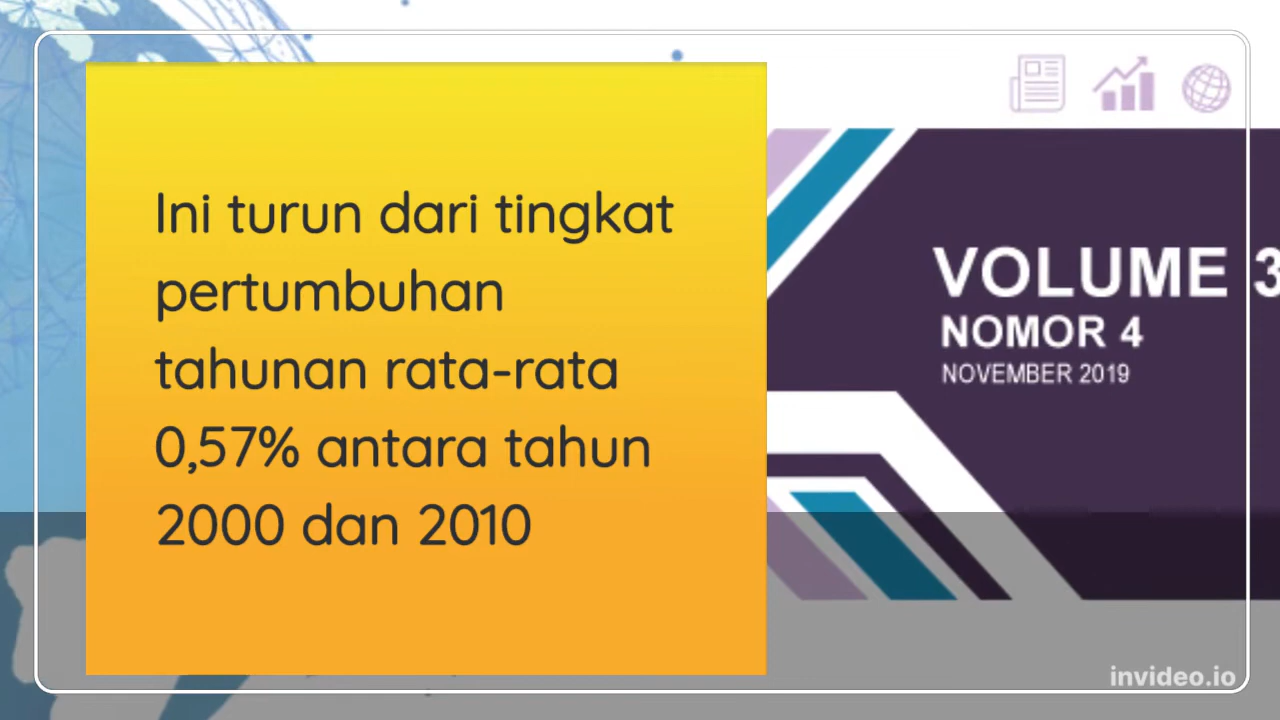 Ini turun dari tingkat
pertumbuhan
tahunan rata-rata
0,57% antara tahun
2000 dan 2010
VOLUME 3
NOMOR 4
NOVEMBER 2019
invideo.io